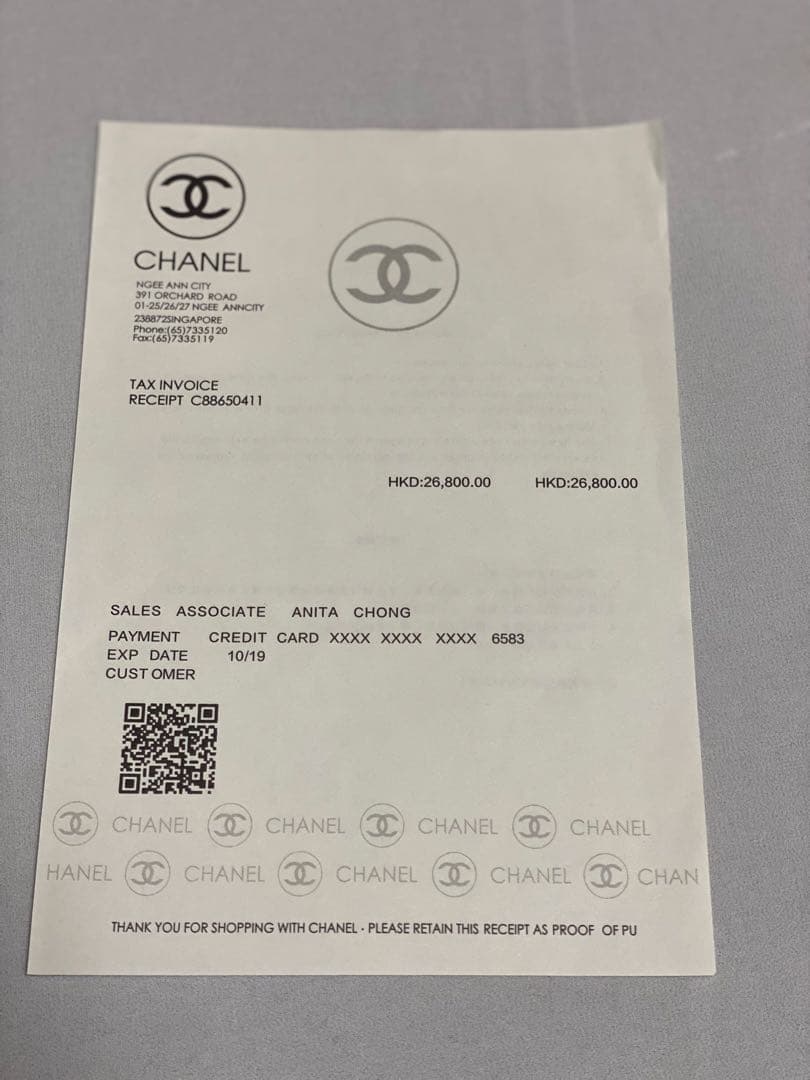 CHANEL
NGEE ANN CITY
391 ORCHARD ROAD
01-25/26/27 NGEE ANNCITY
238872SINGAPORE
Phone:(65)7335120
Fax:(65)7335119
TAX INVOICE
RECEIPT C88650411
HKD:26,800.00 HKD:26,800.00
SALES ASSOCIATE ANITA CHONG
PAYMENT CREDIT CARD XXXX XXXX XXXX 6583
EXP DATE 10/19
CUST OMER
CHANEL CHANEL CHANEL CHANEL
HANEL CHANEL CHANEL CHANEL CHAN
THANK YOU FOR SHOPPING WITH CHANEL - PLEASE RETAIN THIS RECEIPT AS PROOF OF PU